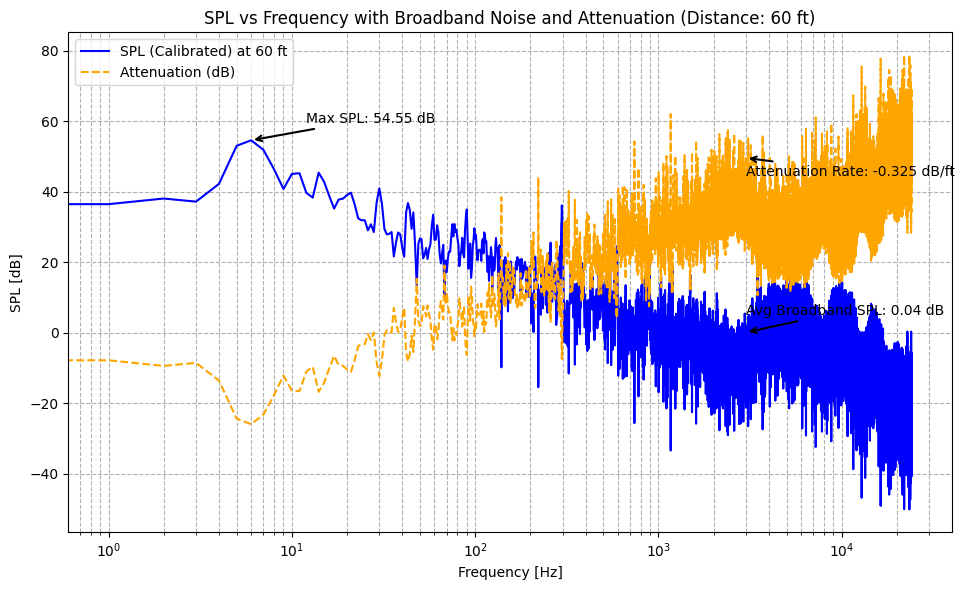 SPL vs Frequency with Broadband Noise and Attenuation (Distance: 60 ft)
SPL (Calibrated) at 60 ft
Attenuation (dB)
Max SPL: 54.55 dB
Attenuation Rate: -0.325 dB/ft
Avg Broadband SPL: 0.04 dB
SPL [dB]
80
60
40
20
0
−20
−40
10⁰
10¹
10²
10³
10⁴
Frequency [Hz]